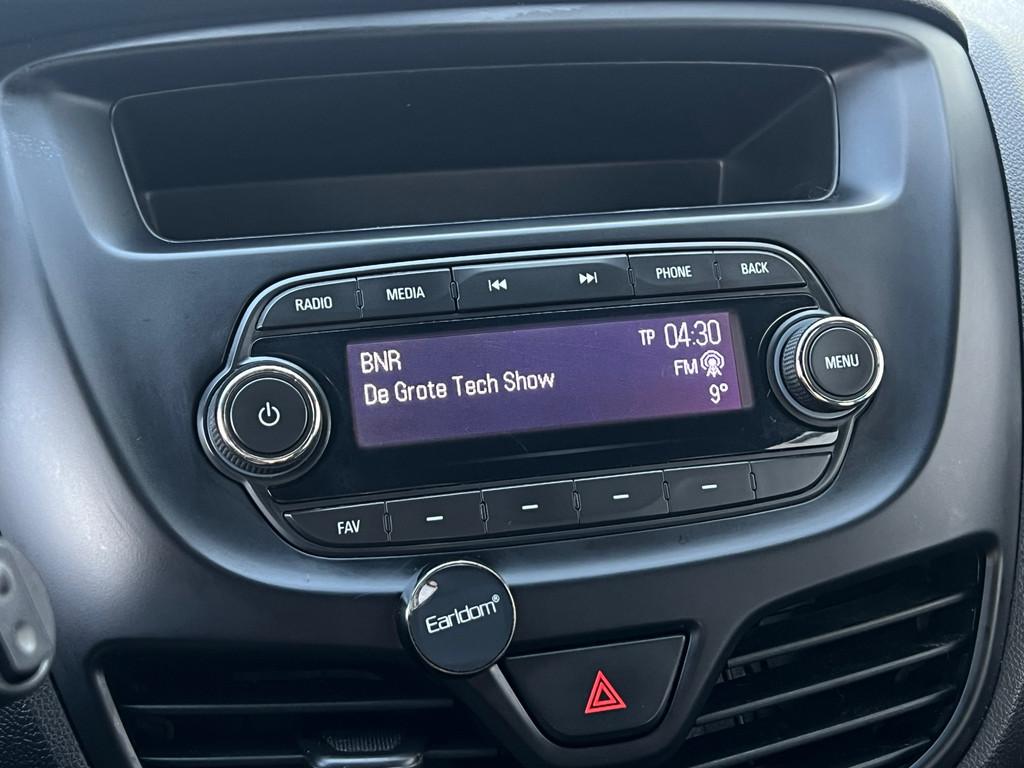 RADIO MEDIA PHONE BACK
BNR TP 04:30
De Grote Tech Show FM
9°
MENU
FAV
Earldom®